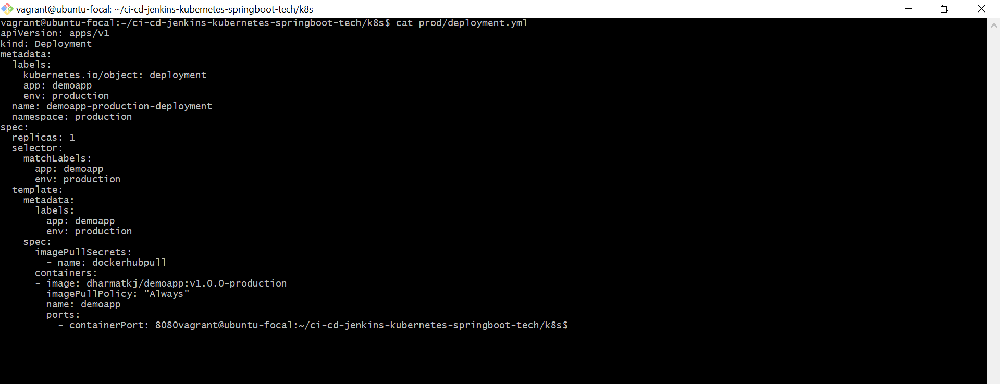 vagrant@ubuntu-focal: ~/ci-cd-jenkins-kubernetes-springboot-tech/k8s
vagrant@ubuntu-focal:~/ci-cd-jenkins-kubernetes-springboot-tech/k8s$ cat prod/deployment.yml
apiVersion: apps/v1
kind: Deployment
metadata:
  labels:
    kubernetes.io/object: deployment
    app: demoapp
    env: production
  name: demoapp-production-deployment
  namespace: production
spec:
  replicas: 1
  selector:
    matchLabels:
      app: demoapp
      env: production
  template:
    metadata:
      labels:
        app: demoapp
        env: production
    spec:
      imagePullSecrets:
        - name: dockerhubpull
      containers:
      - image: dharmatkj/demoapp:v1.0.0-production
        imagePullPolicy: "Always"
        name: demoapp
        ports:
          - containerPort: 8080vagrant@ubuntu-focal:~/ci-cd-jenkins-kubernetes-springboot-tech/k8s$